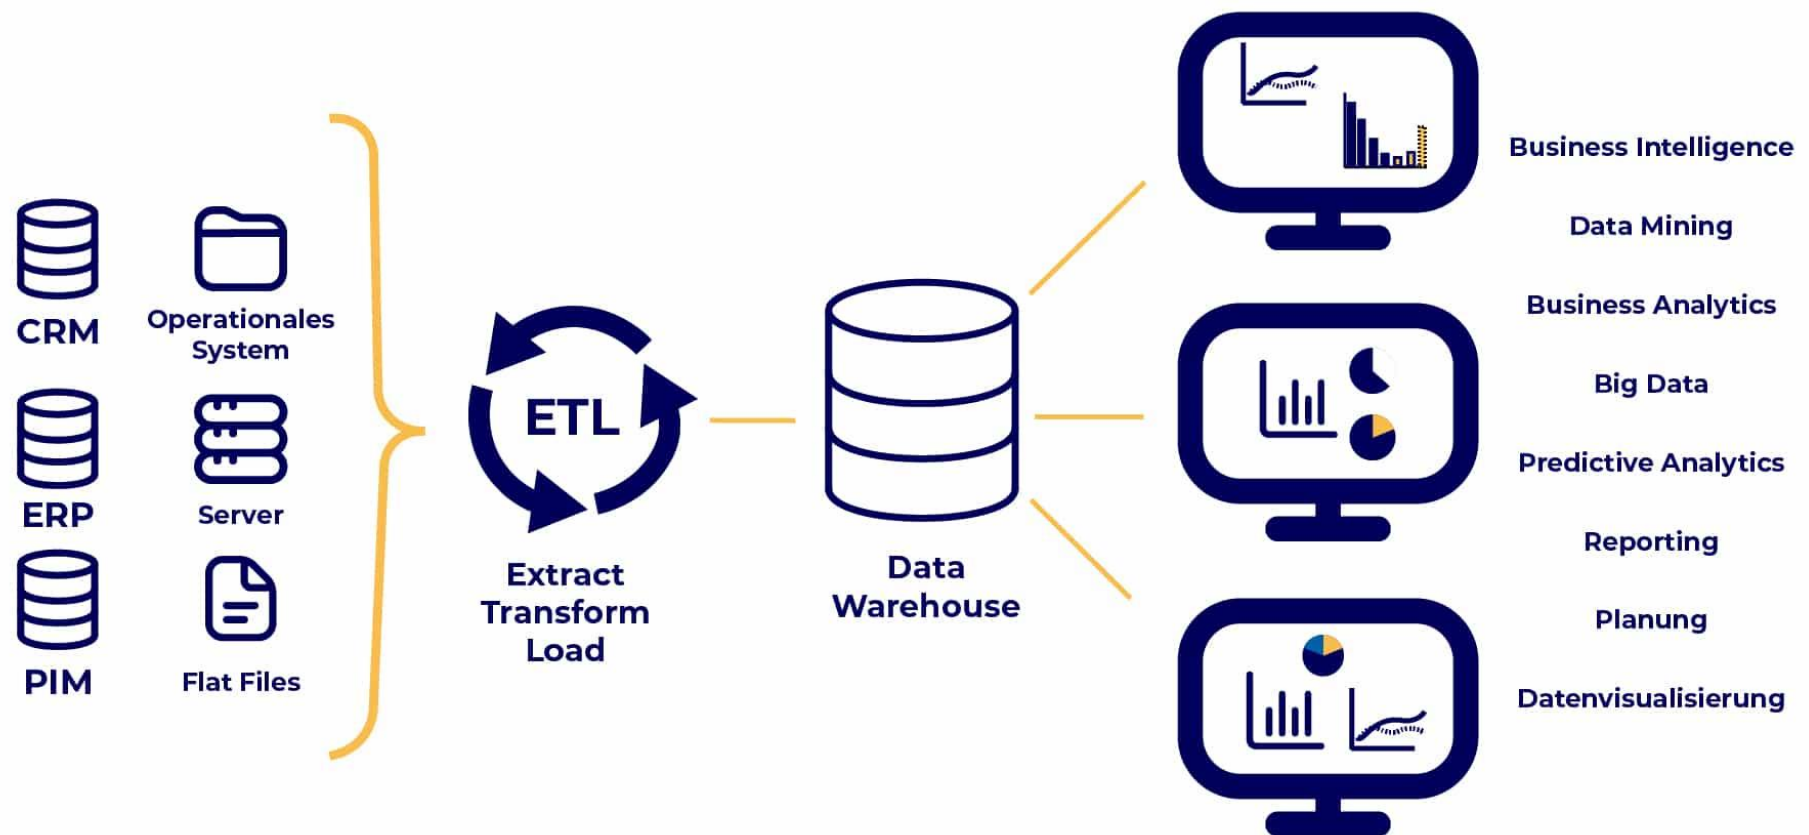 CRM
Operationales
System
ERP
Server
PIM
Flat Files
ETL
Extract
Transform
Load
Data
Warehouse
Business Intelligence
Data Mining
Business Analytics
Big Data
Predictive Analytics
Reporting
Planung
Datenvisualisierung